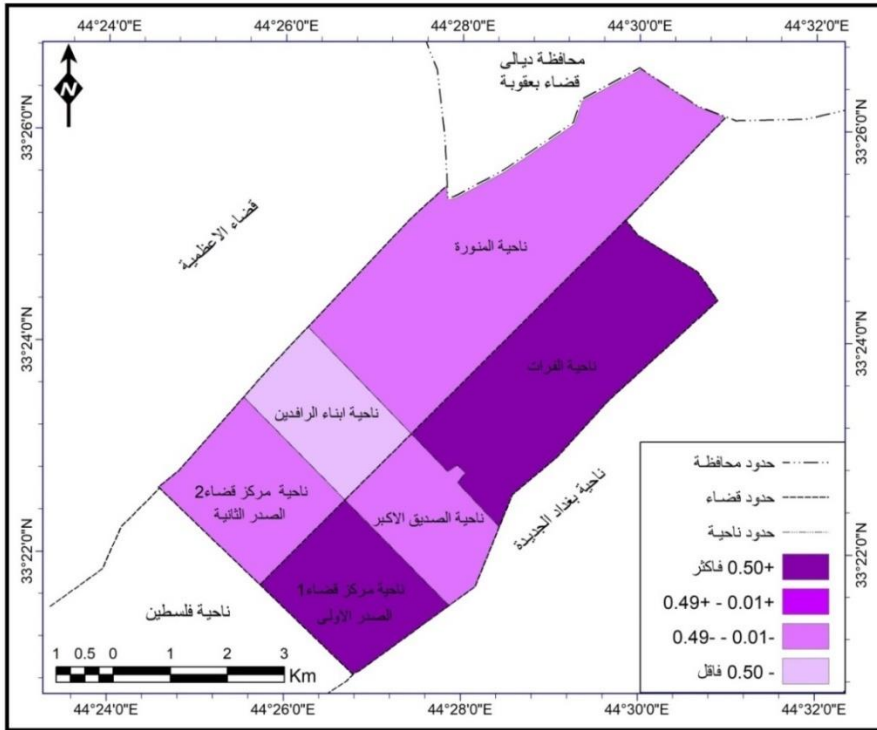 44°24'0"E 44°26'0"E 44°28'0"E 44°30'0"E 44°32'0"E
N
محافظة ديالى
قضاء بعقوبة
33°26'0"N
33°26'0"N
قضاء الاعظمية
ناحية المنورة
33°24'0"N
33°24'0"N
ناحية الفرات
ناحية ابناء الرافدين
ناحية مركز قضاء2
الصدر الثانية
ناحية الصديق الاكبر
ناحية بغداد الجديدة
33°22'0"N
33°22'0"N
ناحية مركز قضاء1
الصدر الاولى
ناحية فلسطين
1 0.5 0 1 2 3
Km
حدود محافظة
حدود قضاء
حدود ناحية
+0.50 فاكثر
+0.01 - +0.49
-0.01 - -0.49
- 0.50 فاقل
44°24'0"E 44°26'0"E 44°28'0"E 44°30'0"E 44°32'0"E